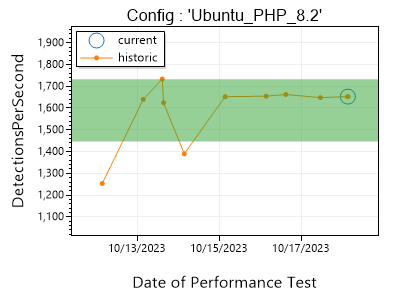 Config : 'Ubuntu_PHP_8.2'
current
historic
1,900
1,800
1,700
1,600
1,500
1,400
1,300
1,200
1,100
DetectionsPerSecond
10/13/2023 10/15/2023 10/17/2023
Date of Performance Test